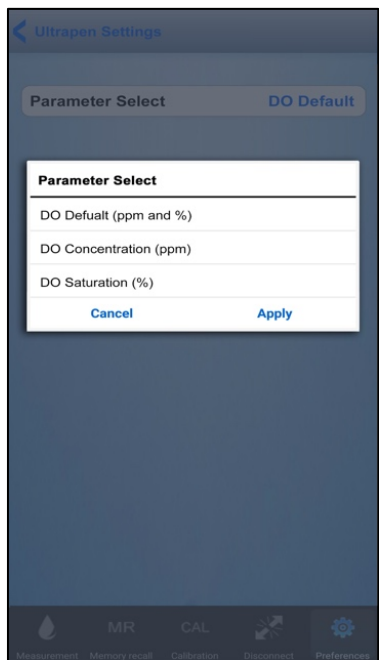 Ultrapen Settings
Parameter Select DO Default
Parameter Select
DO Defualt (ppm and %)
DO Concentration (ppm)
DO Saturation (%)
Cancel Apply
MR CAL
Measurement Memory recall Calibration Disconnect Preferences